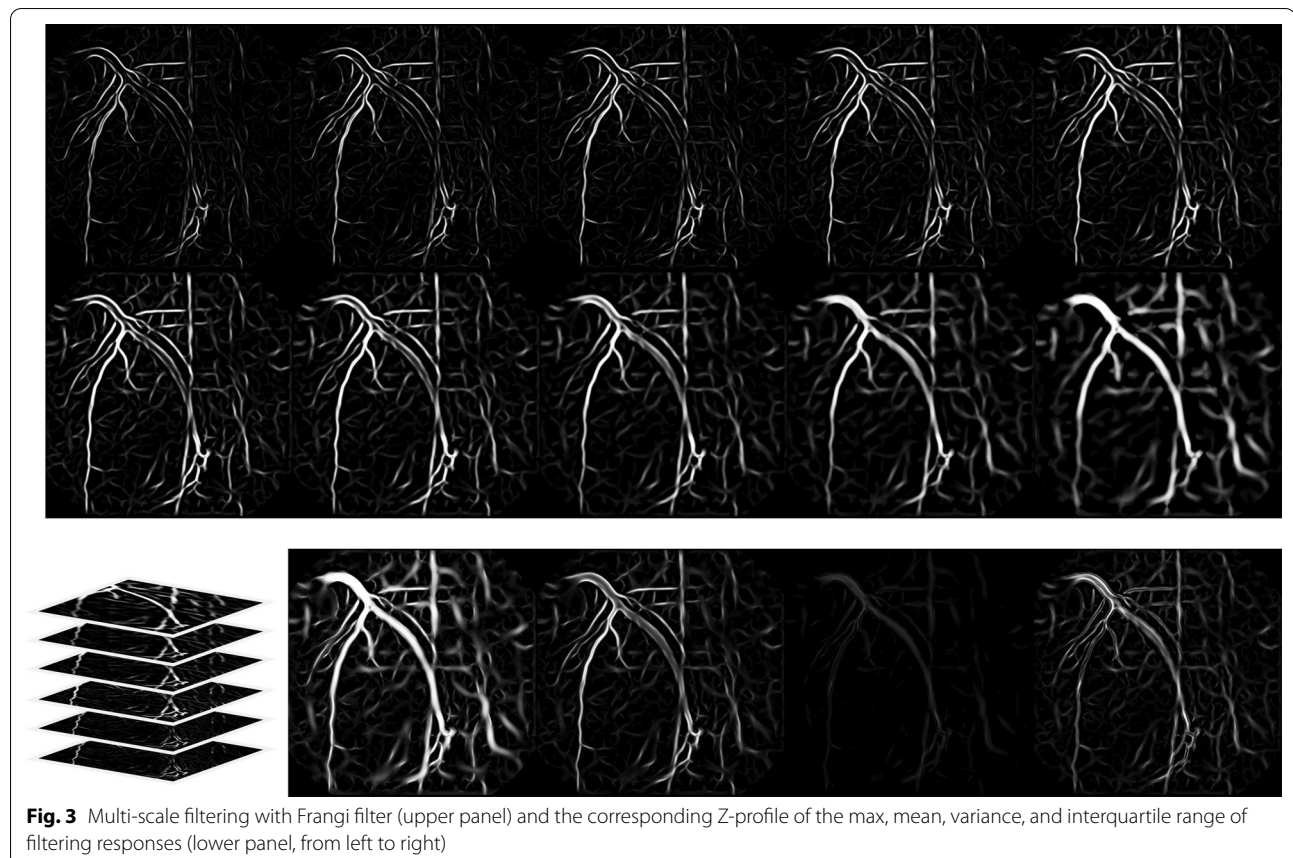 Fig. 3 Multi-scale filtering with Frangi filter (upper panel) and the corresponding Z-profile of the max, mean, variance, and interquartile range of
filtering responses (lower panel, from left to right)